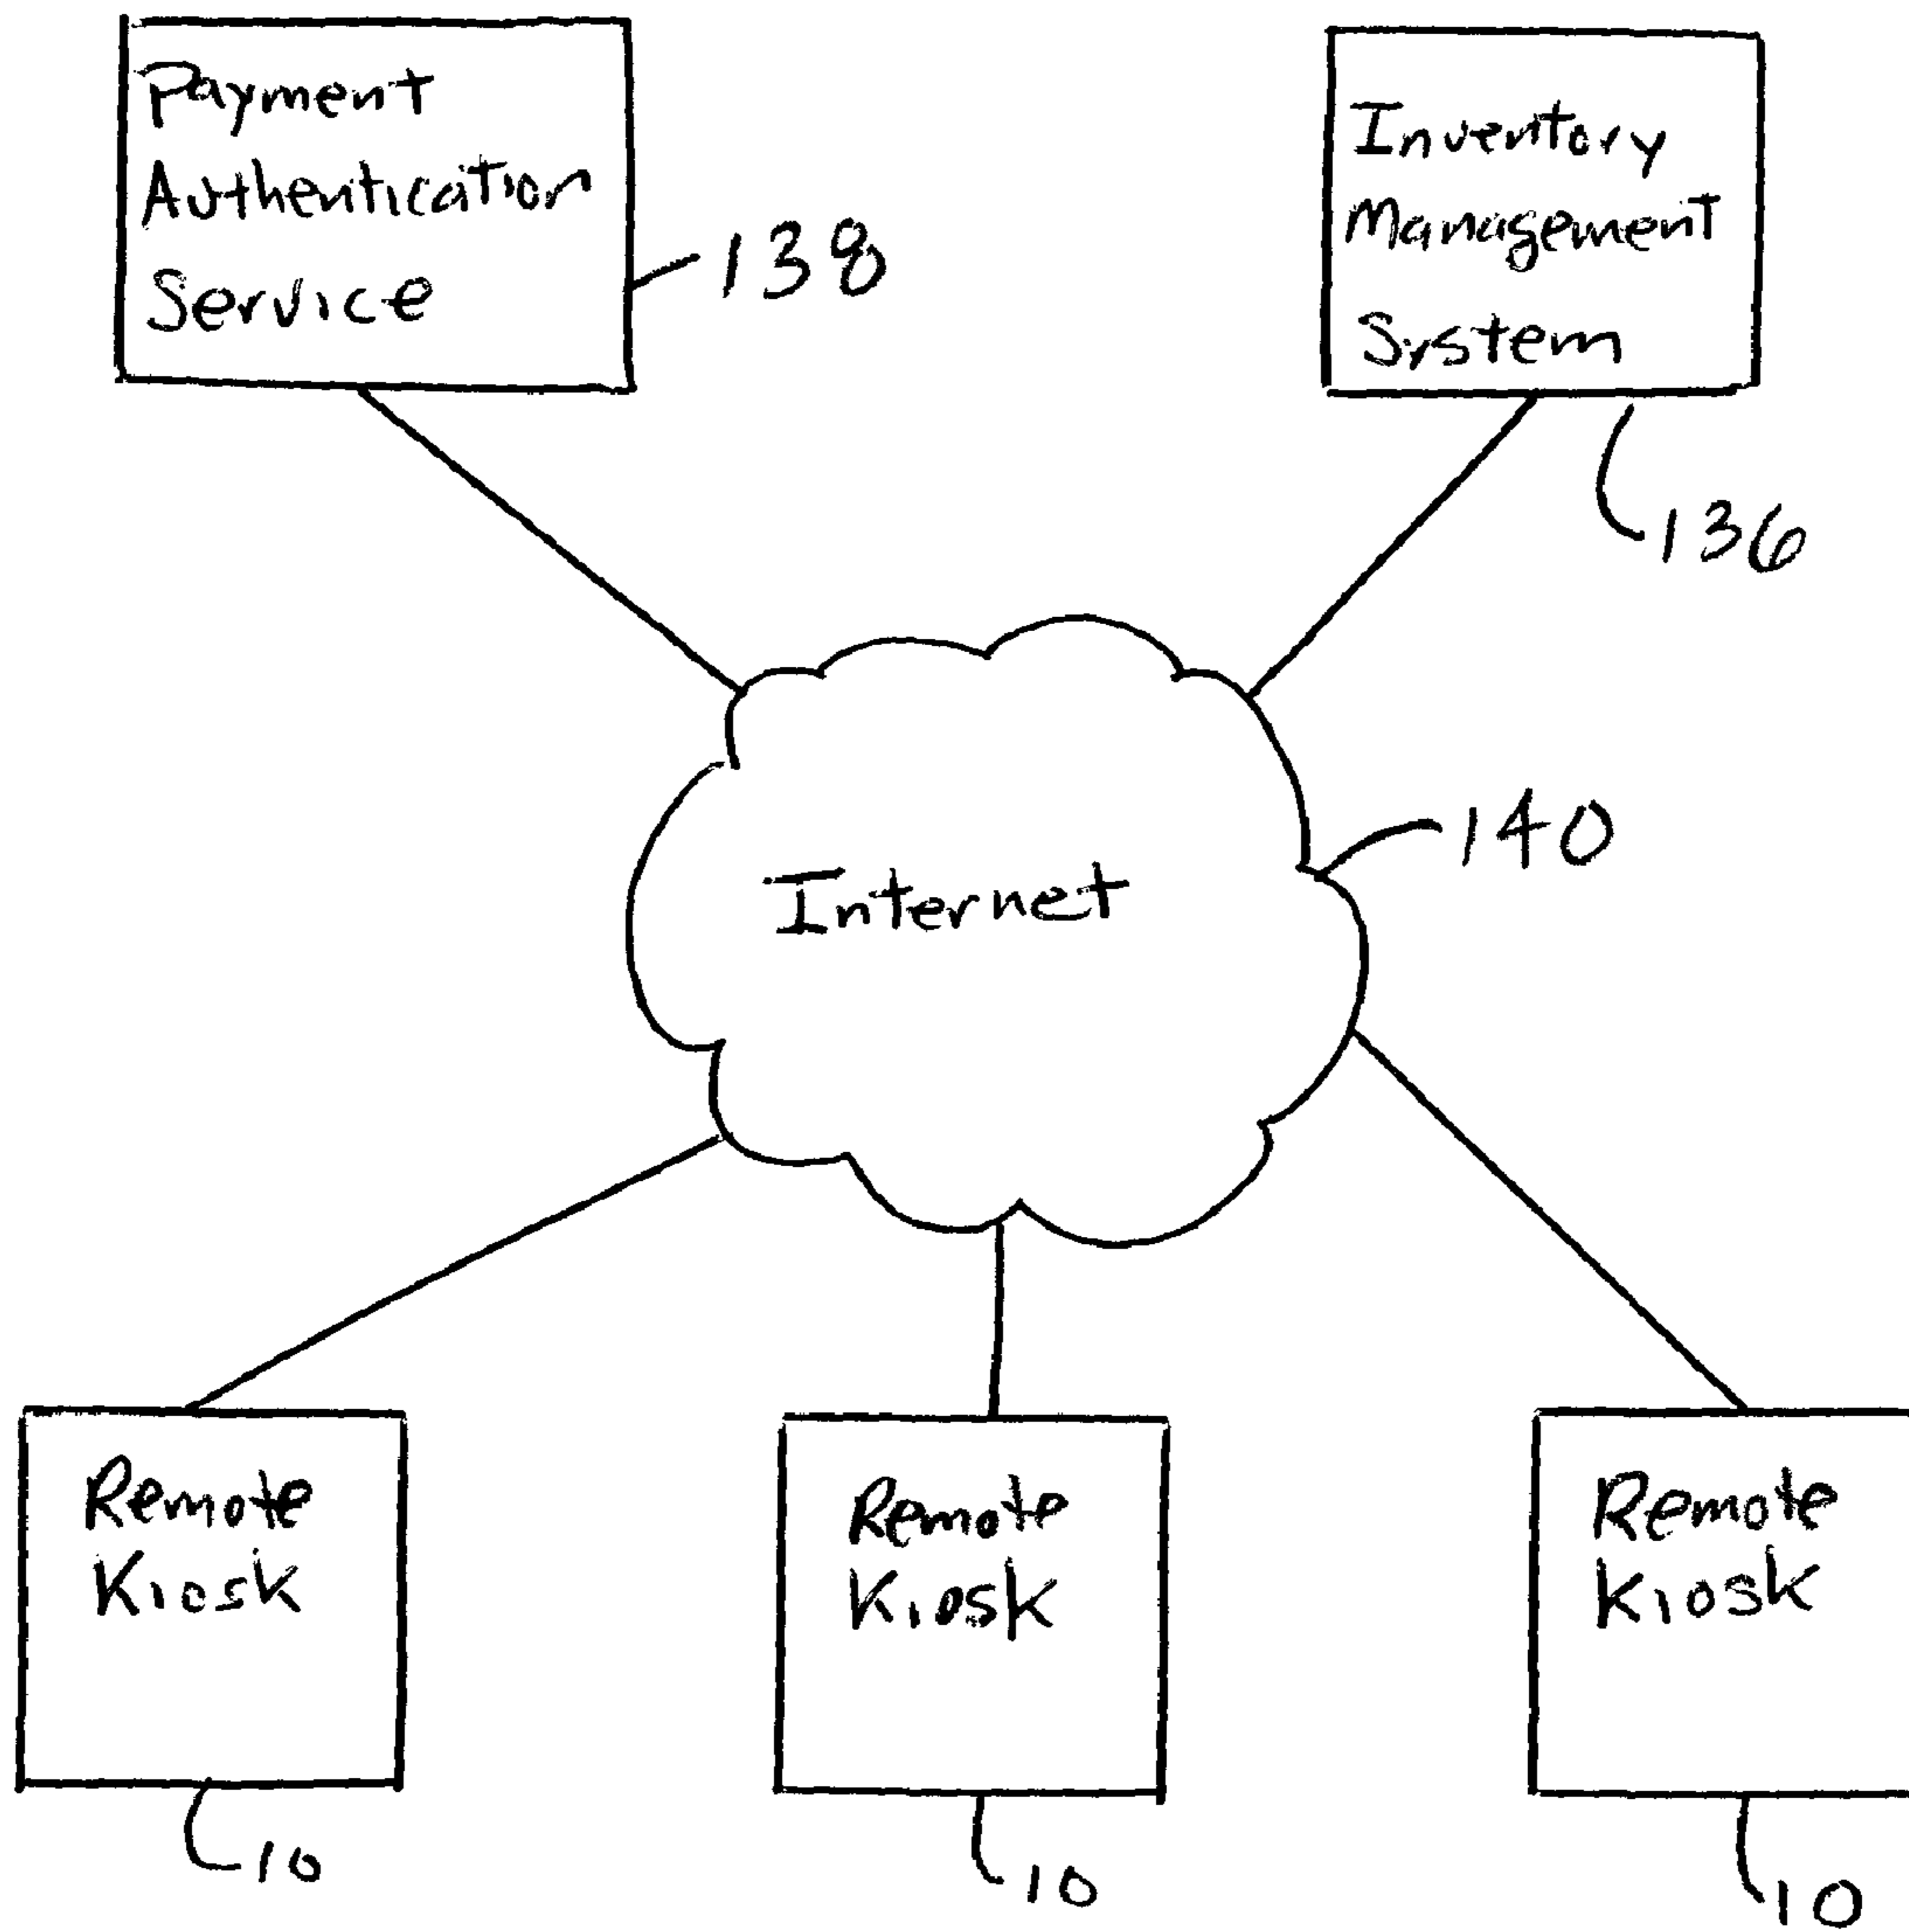 Payment
Authentication
Service
138
Inventory
Management
System
136
Internet
140
Remote
Kiosk
10
Remote
Kiosk
10
Remote
Kiosk
10